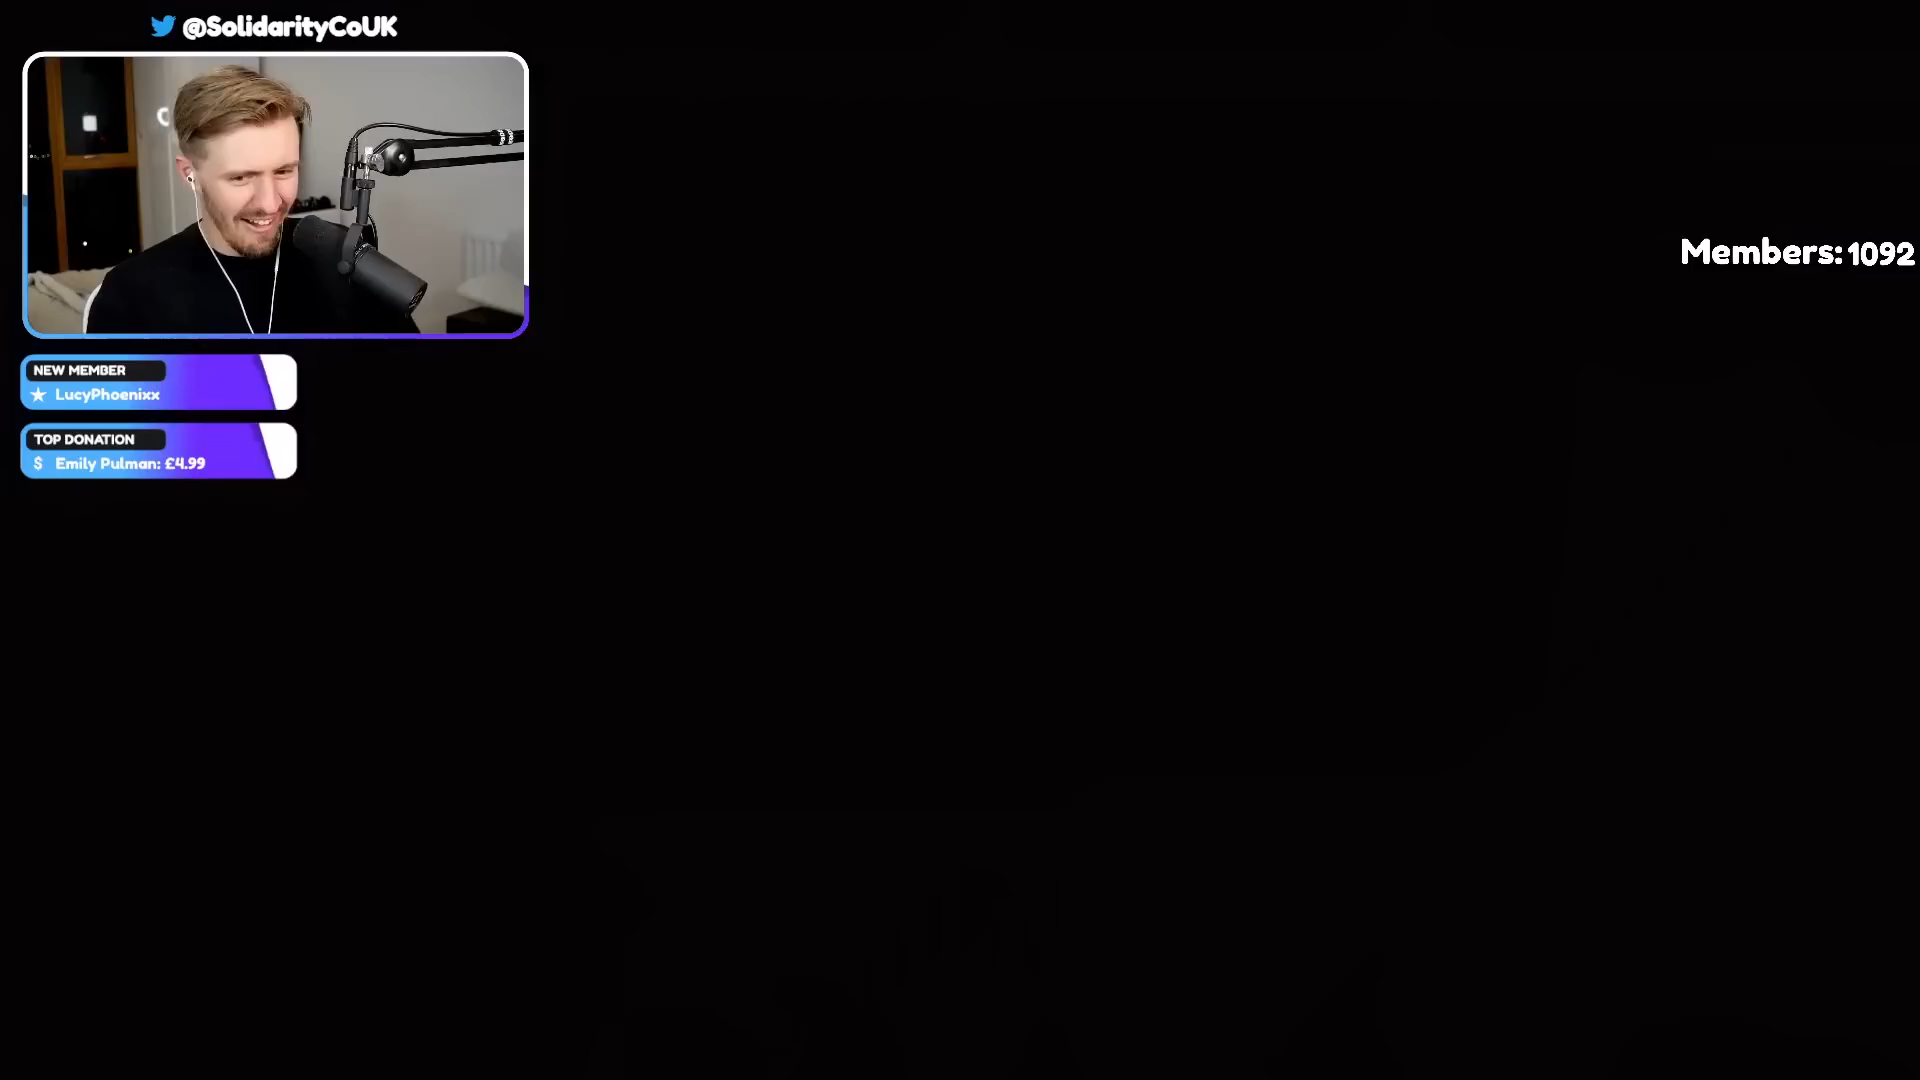 @SolidarityCoUK
Members: 1092
NEW MEMBER
LucyPhoenixx
TOP DONATION
$ Emily Pulman: £4.99